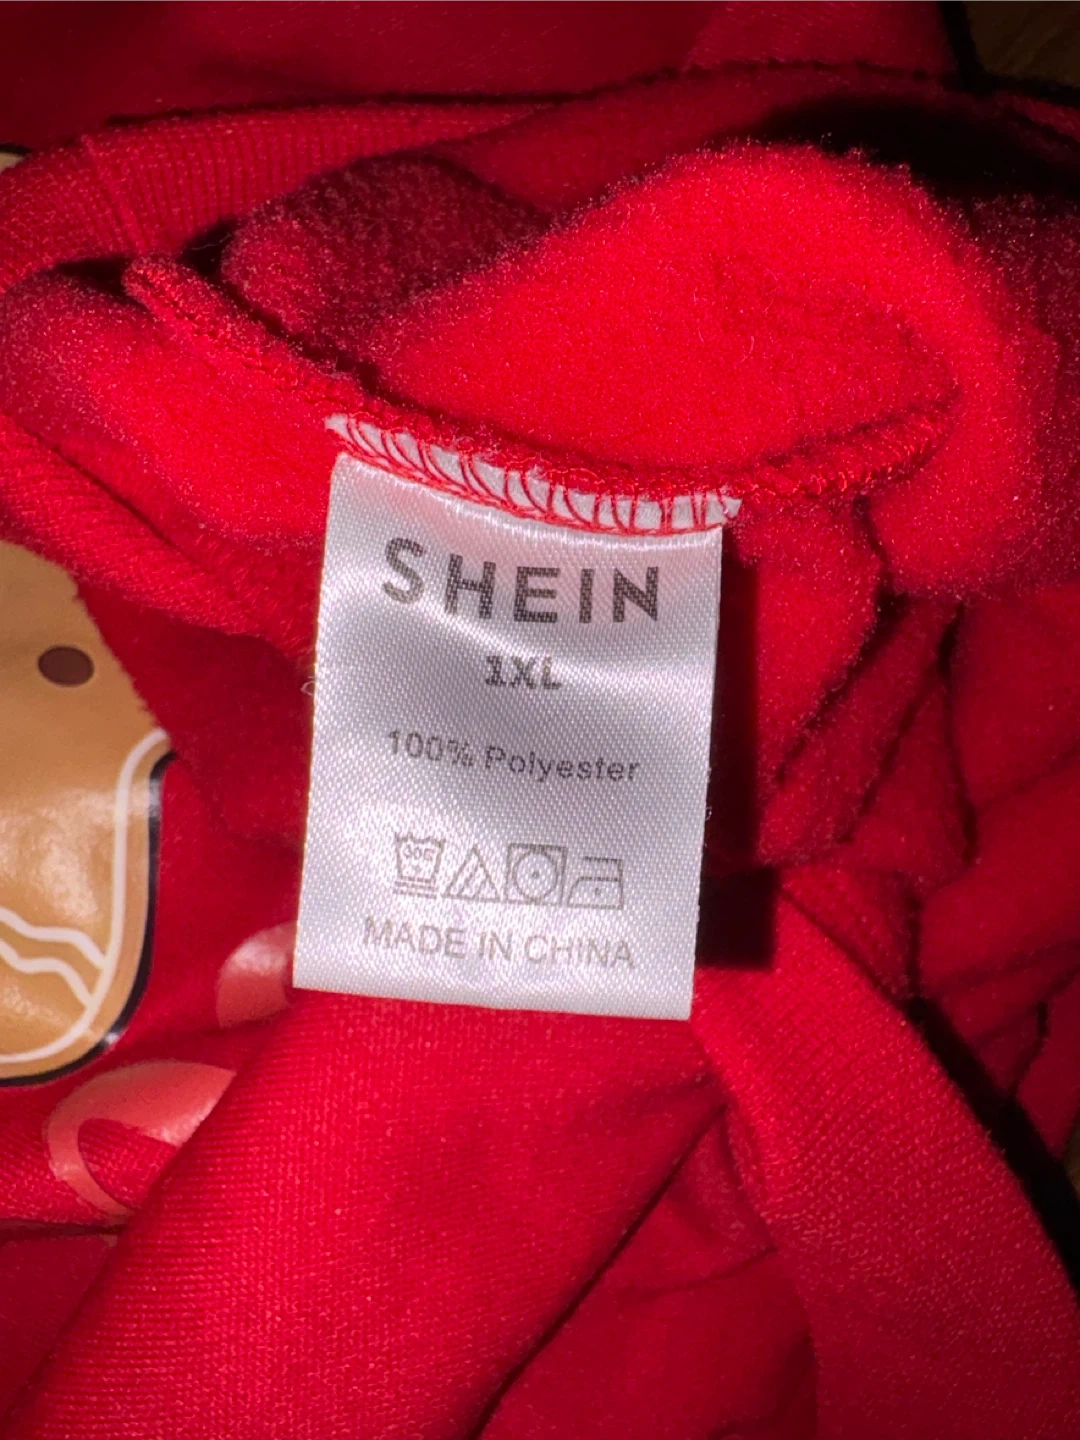 SHEIN
1XL
100% Polyester
MADE IN CHINA